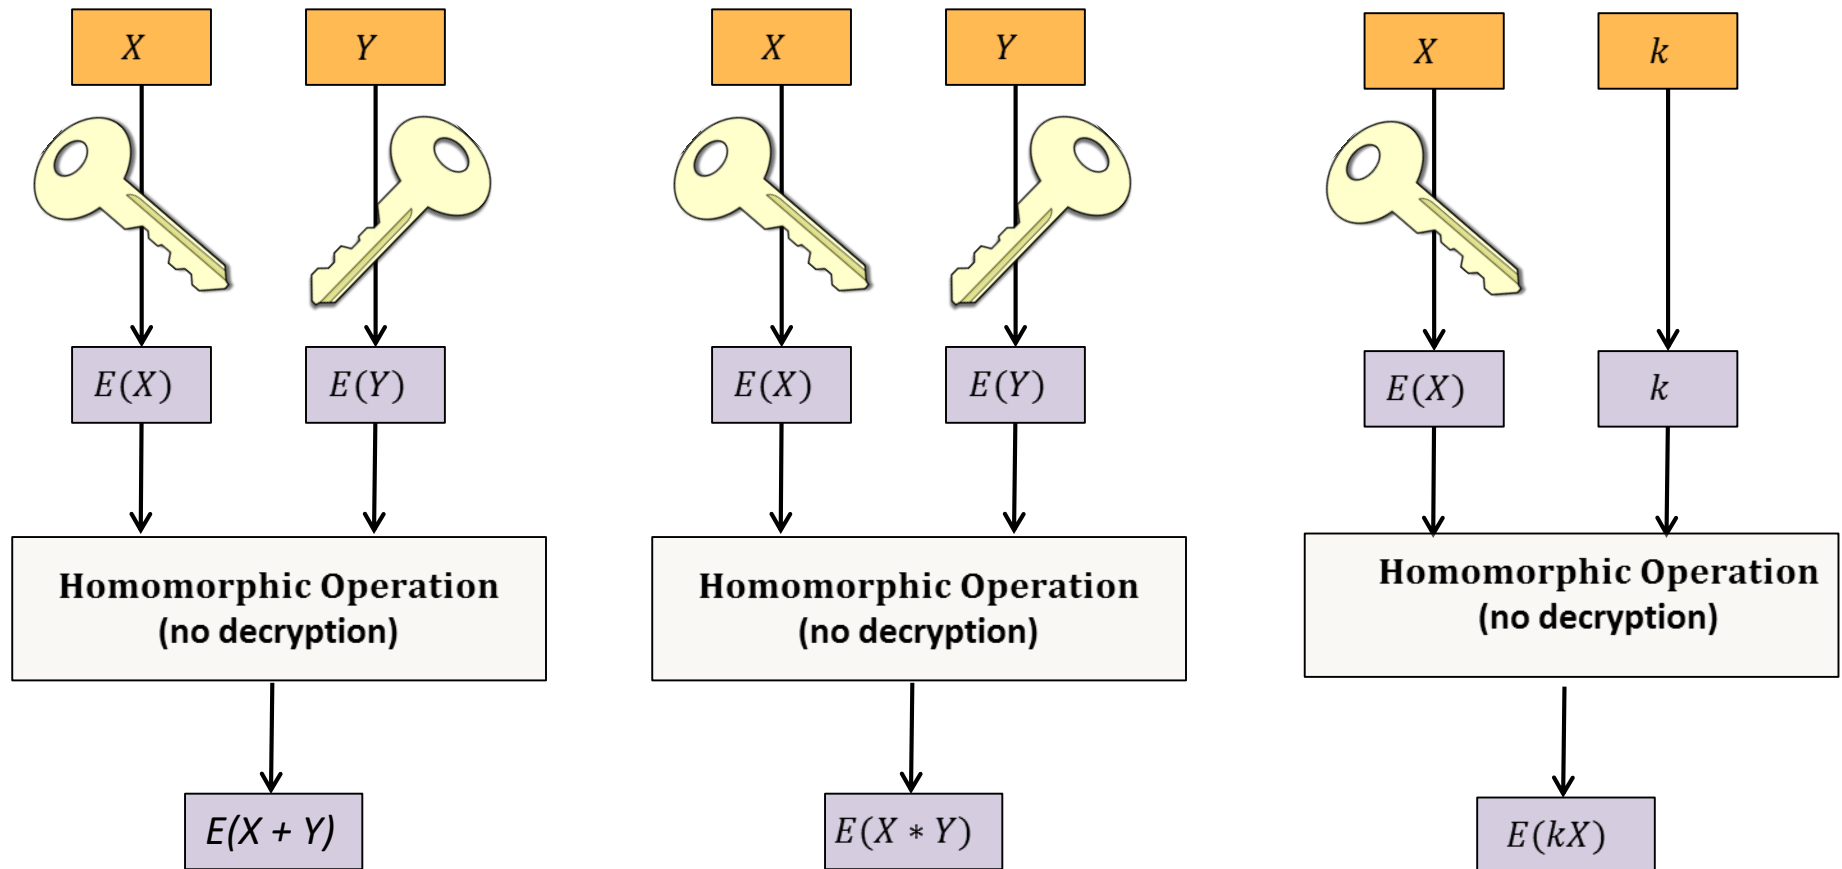 X
Y
E(X)
E(Y)
Homomorphic Operation
(no decryption)
E(X + Y)
X
Y
E(X)
E(Y)
Homomorphic Operation
(no decryption)
E(X * Y)
X
k
E(X)
k
Homomorphic Operation
(no decryption)
E(kX)